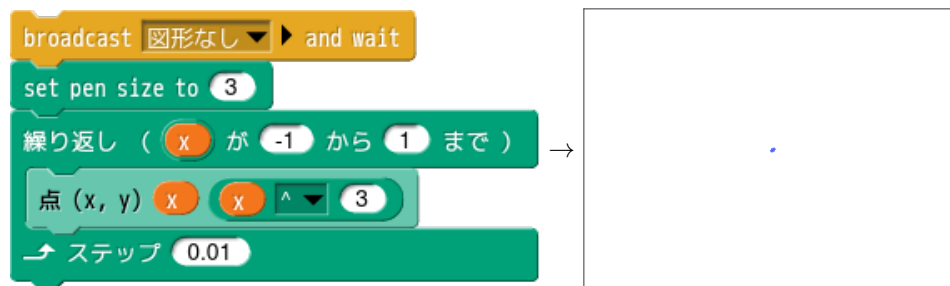 broadcast 図形なし and wait
set pen size to 3
繰り返し ( x が -1 から 1 まで )
点 (x, y) x x ^ 3
ステップ 0.01